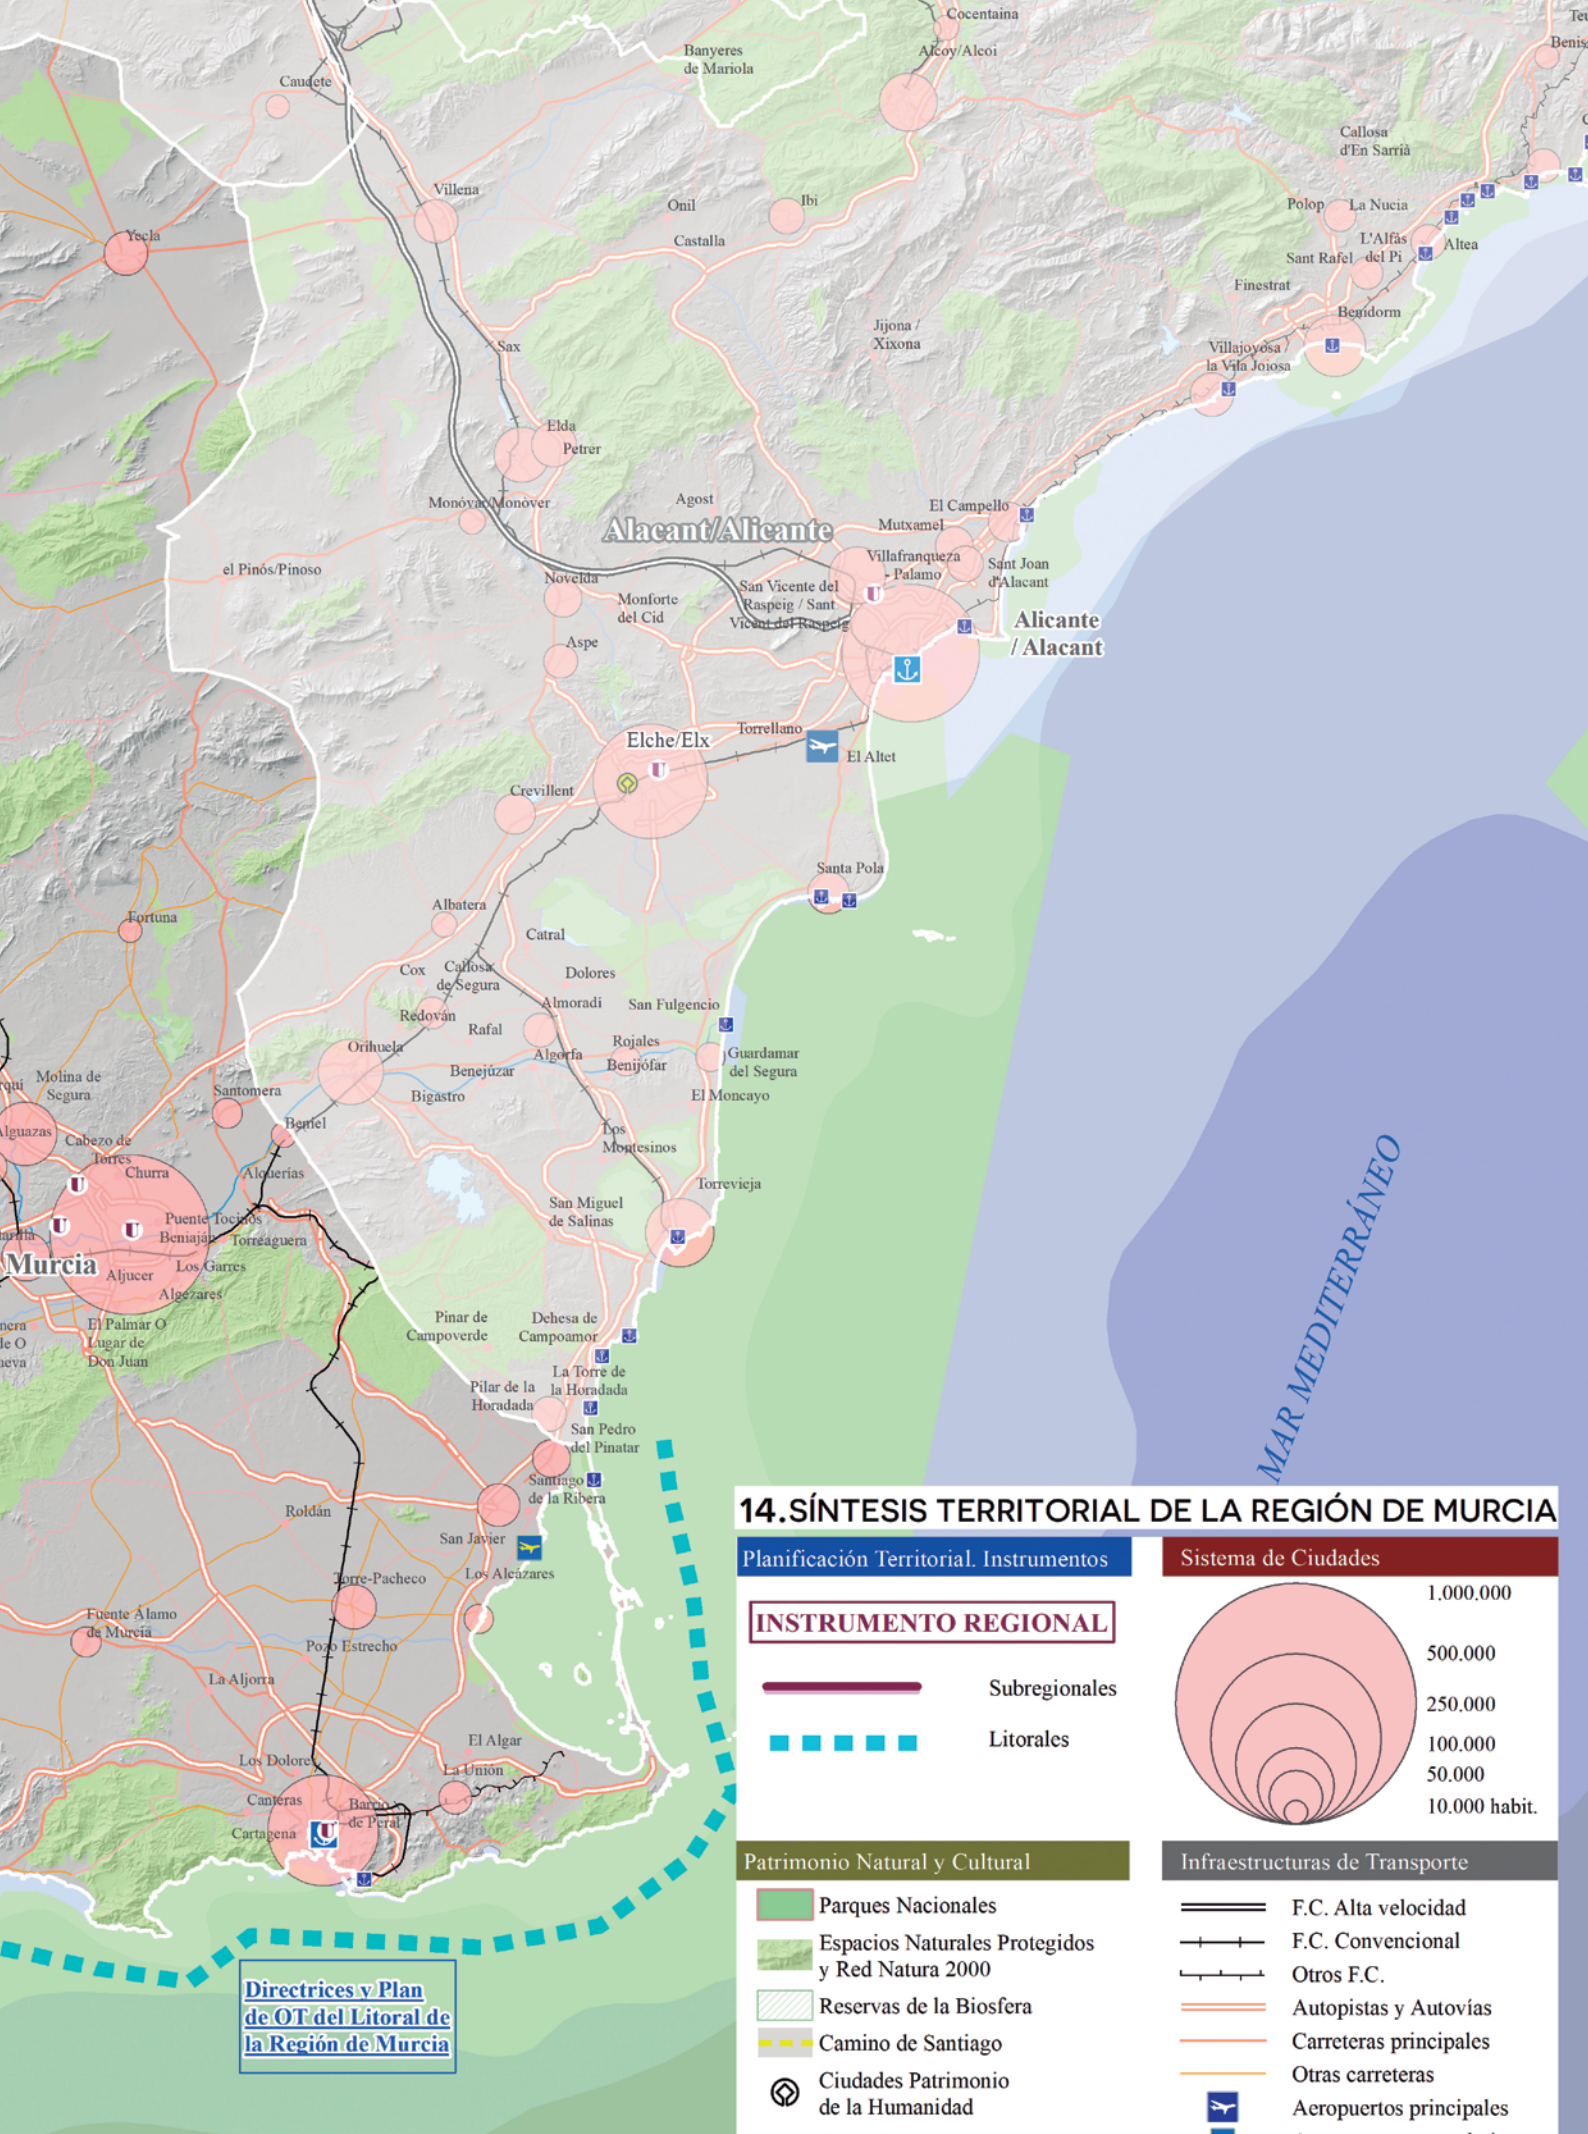 Cocentaina
Banyeres
de Mariola
Alcoy/Alcoi
Caudete
Callosa
d'En Sarrià
Villena
Onil
Ibi
Polop
La Nucia
Yecla
Castalla
L'Alfàs
del Pi
Altea
Sant Rafel
Finestrat
Benidorm
Jijona /
Xixona
Sax
Villajoyosa /
la Vila Joiosa
Elda
Petrer
Monóvar/Monòver
Agost
El Campello
Alacant/Alicante
Mutxamel
Villafranqueza
- Palamo
Sant Joan
d'Alacant
el Pinós/Pinoso
Novelda
San Vicente del
Raspeig / Sant
Vicent del Raspeig
U
Monforte
del Cid
Alicante
/ Alacant
Aspe
Torrellano
Elche/Elx
El Altet
U
Crevillent
Santa Pola
Albatera
Fortuna
Catral
Cox
Callosa
de Segura
Dolores
Almoradí
San Fulgencio
Redován
Rafal
Orihuela
Algorfa
Rojales
Benijófar
Guardamar
del Segura
Benejúzar
Bigastro
El Moncayo
Molina de
Segura
Santomera
Alguazas
Cabezo de
Torres
Beniel
Los
Montesinos
Churra
Alquerías
U
Torrevieja
San Miguel
de Salinas
Puente Tocinos
U
U
Beniaján
Torreagüera
Murcia
Aljucer
Los Garres
Algezares
El Palmar O
Lugar de
Don Juan
Pinar de
Campoverde
Dehesa de
Campoamor
La Torre de
la Horadada
Pilar de la
Horadada
San Pedro
del Pinatar
MAR MEDITERRÁNEO
Santiago
de la Ribera
Roldán
San Javier
Los Alcázares
Torre-Pacheco
Fuente Álamo
de Murcia
Pozo Estrecho
La Aljorra
El Algar
Los Dolores
La Unión
Canteras
Barrio
de Peral
Cartagena
U
Directrices y Plan
de OT del Litoral de
la Región de Murcia
14.SÍNTESIS TERRITORIAL DE LA REGIÓN DE MURCIA
Planificación Territorial. Instrumentos
INSTRUMENTO REGIONAL
Subregionales
Litorales
Sistema de Ciudades
1.000.000
500.000
250.000
100.000
50.000
10.000 habit.
Patrimonio Natural y Cultural
Parques Nacionales
Espacios Naturales Protegidos
y Red Natura 2000
Reservas de la Biosfera
Camino de Santiago
Ciudades Patrimonio
de la Humanidad
Infraestructuras de Transporte
F.C. Alta velocidad
F.C. Convencional
Otros F.C.
Autopistas y Autovías
Carreteras principales
Otras carreteras
Aeropuertos principales